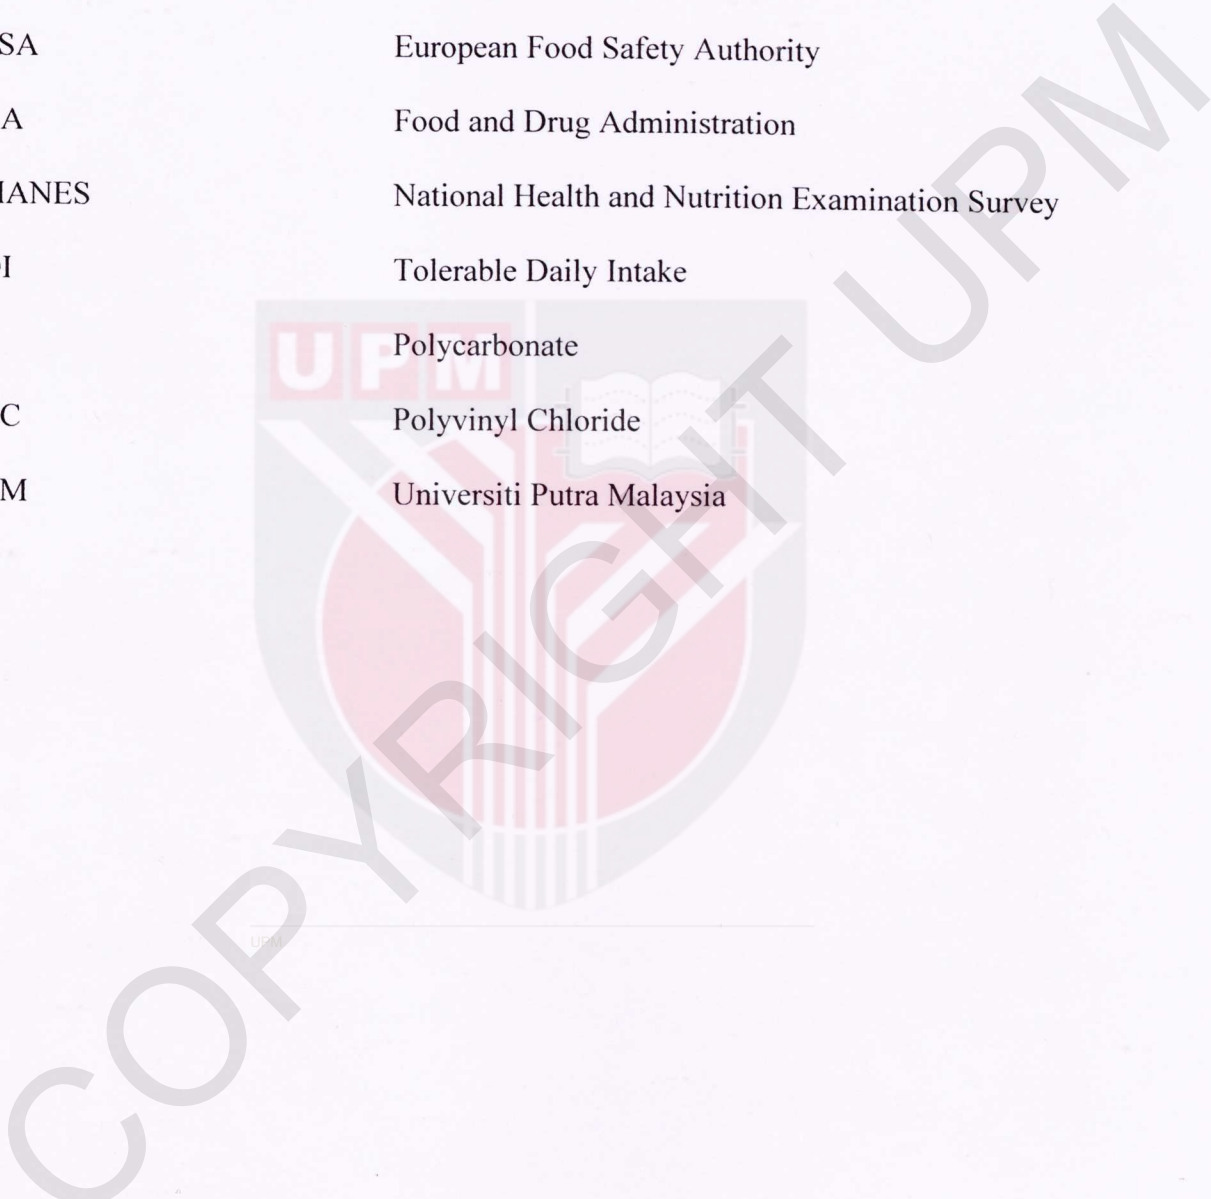 SA European Food Safety Authority
A Food and Drug Administration
HANES National Health and Nutrition Examination Survey
I Tolerable Daily Intake
Polycarbonate
C Polyvinyl Chloride
M Universiti Putra Malaysia
UPM
UPM
COPYRIGHT UPM